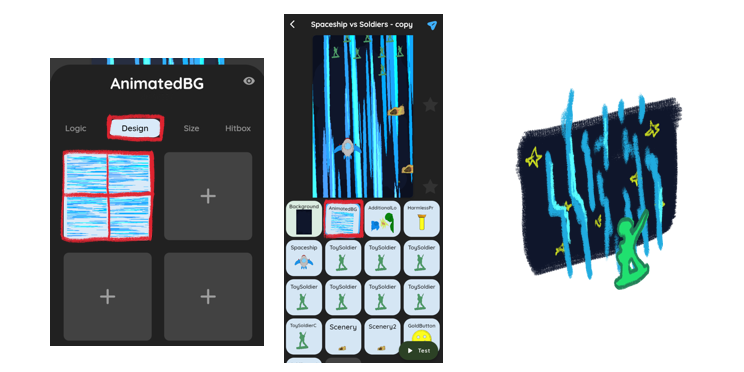 AnimatedBG
Logic
Design
Size
Hitbox
Spaceship vs Soldiers - copy
Background
AnimatedBG
AdditionalLo
HarmlessPr
Spaceship
ToySoldier
ToySoldier
ToySoldier
ToySoldier
ToySoldier
ToySoldier
ToySoldier
ToySoldierC
Scenery
Scenery2
GoldButton
Test